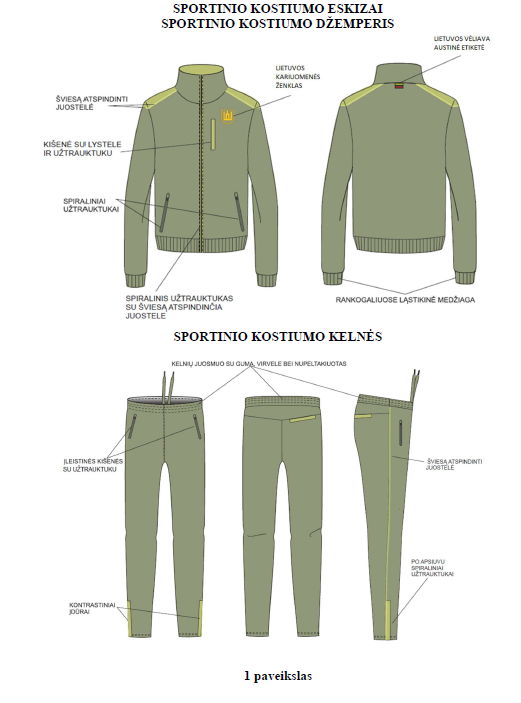 SPORTINIO KOSTIUMO ESKIZAI
SPORTINIO KOSTIUMO DŽEMPERIS
LIETUVOS VĖLIAVA
AUSTINĖ ETIKETĖ
LIETUVOS
KARIUOMENĖS
ŽENKLAS
ŠVIESĄ ATSPINDINTI
JUOSTELĖ
KIŠENĖ SU LYSTELE
IR UŽTRAUKTUKU
SPIRALINIAI
UŽTRAUKTUKAI
SPIRALINIS UŽTRAUKTUKAS
SU ŠVIESĄ ATSPINDINČIA
JUOSTELE
RANKOGALIUOSE LĄSTIKINĖ MEDŽIAGA
SPORTINIO KOSTIUMO KELNĖS
KELNIŲ JUOSMUO SU GUMA, VIRVELE BEI NUPELTAKIUOTAS
ĮLEISTINĖS KIŠENĖS
SU UŽTRAUKTUKU
ŠVIESĄ ATSPINDINTI
JUOSTELĖ
PO APSIUVU
SPIRALINIAI
UŽTRAUKTUKAI
KONTRASTINIAI
ĮDŪRAI
1 paveikslas